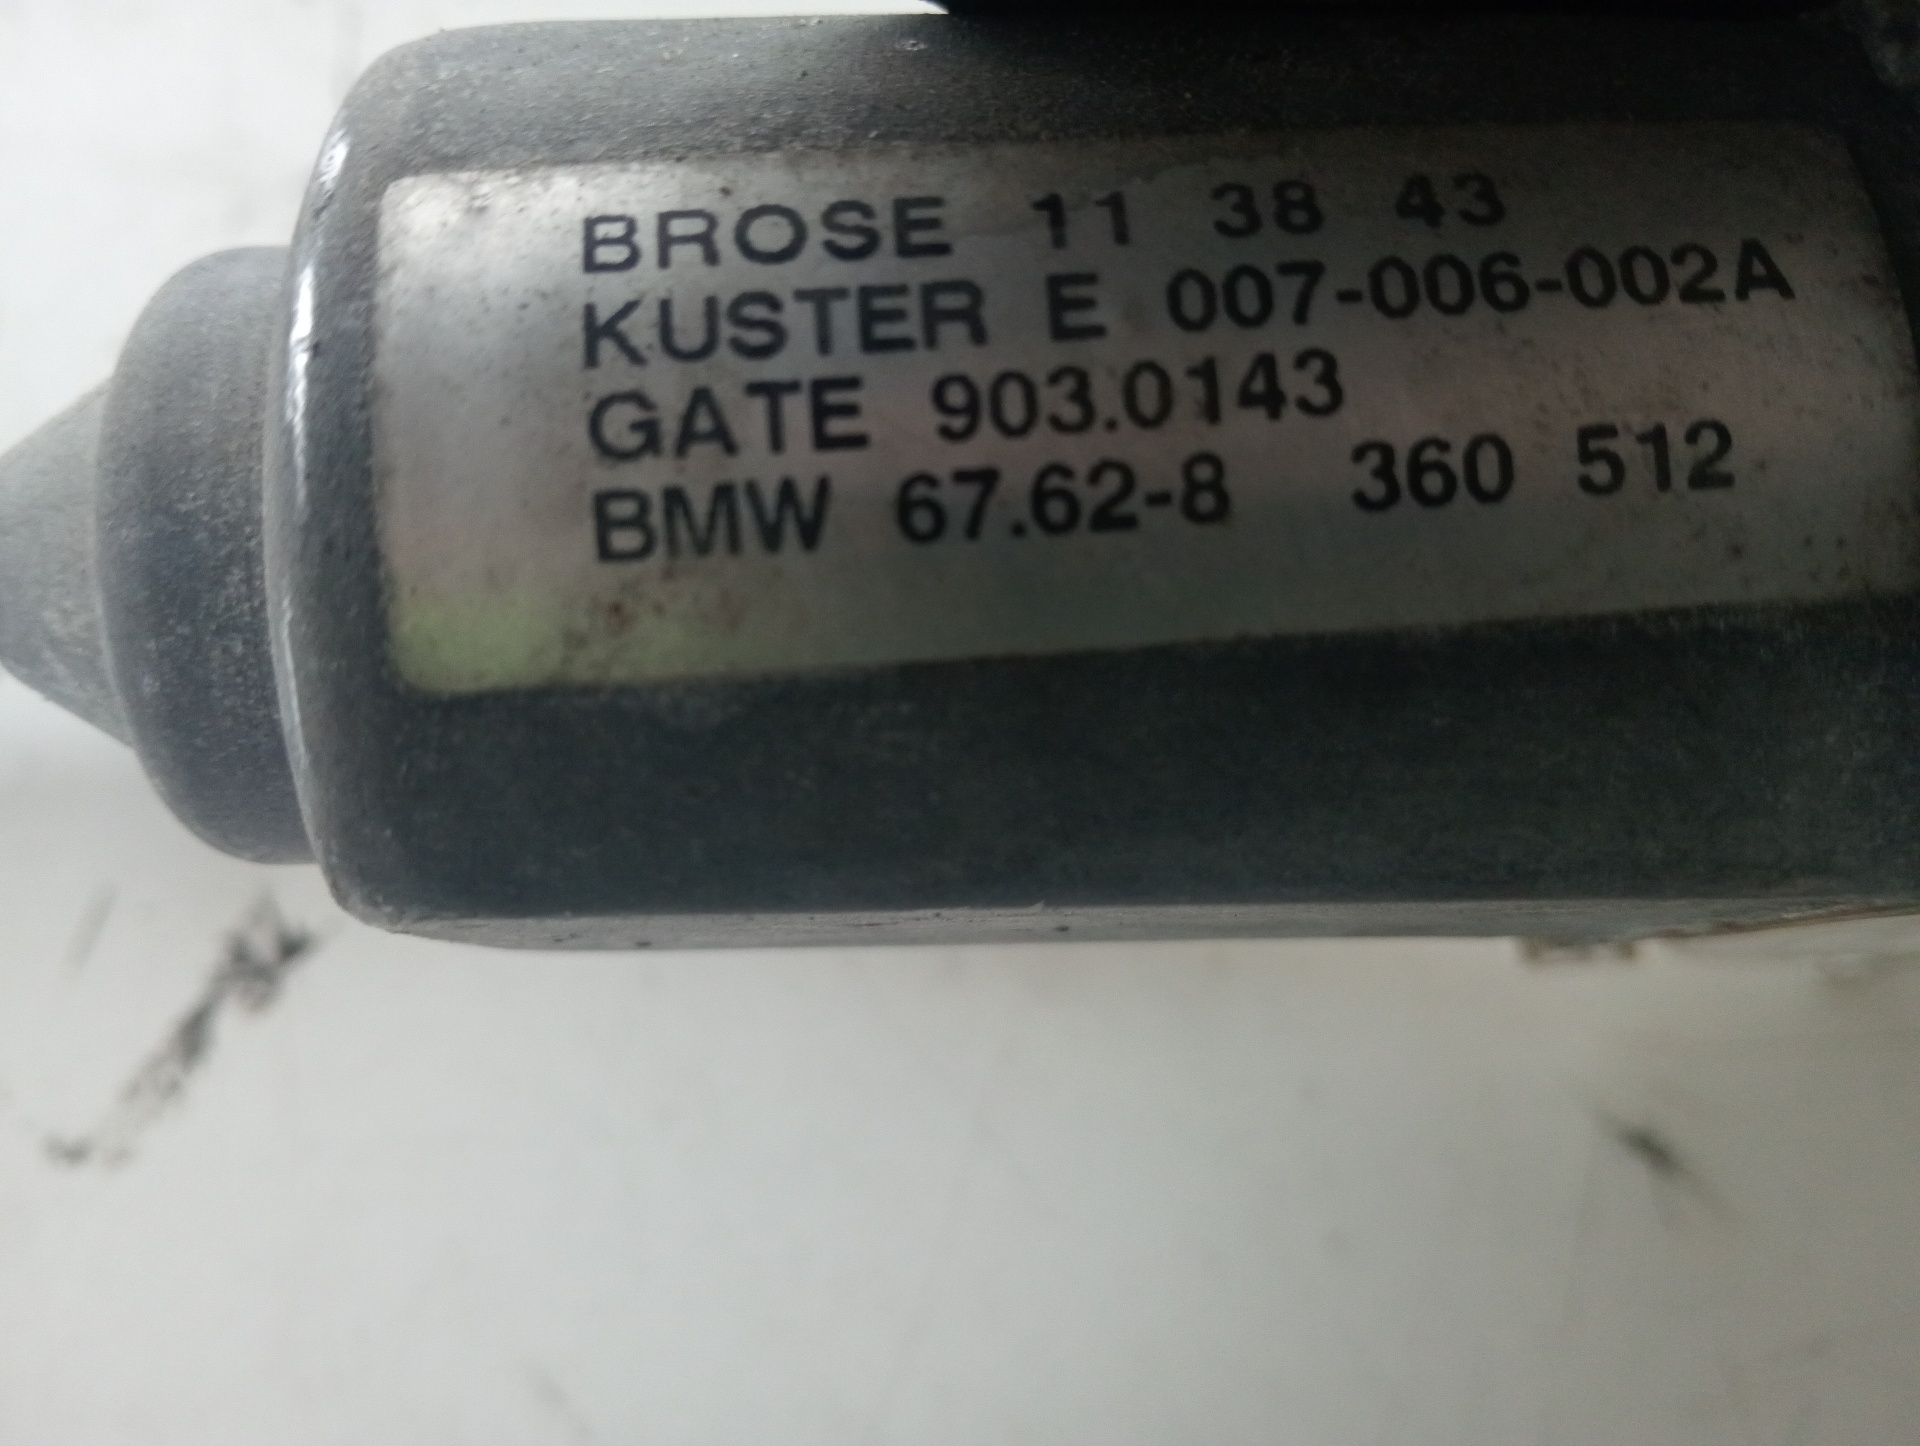 BROSE 11 38 43
KUSTER E 007-006-002A
GATE 903.0143
BMW 67.62-8 360 512